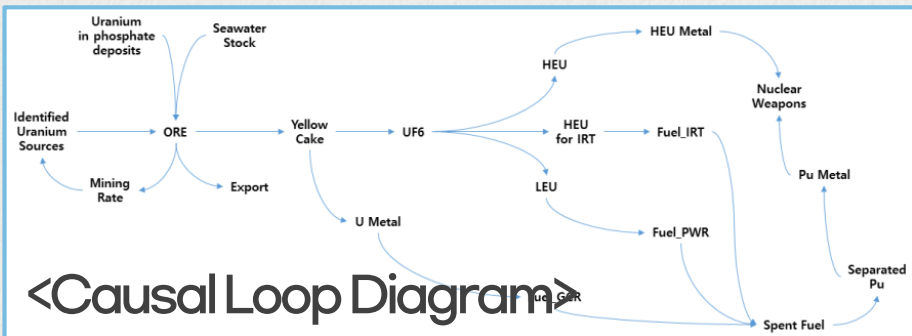 Uranium
in phosphate
deposits
Seawater
Stock
HEU Metal
HEU
Nuclear
Weapons
Identified
Uranium
Sources
ORE
Yellow
Cake
UF6
HEU
for IRT
Fuel_IRT
Mining
Rate
Export
LEU
Pu Metal
U Metal
Fuel_PWR
Separated
Pu
<Causal Loop Diagram>
Fuel_GCR
Spent Fuel